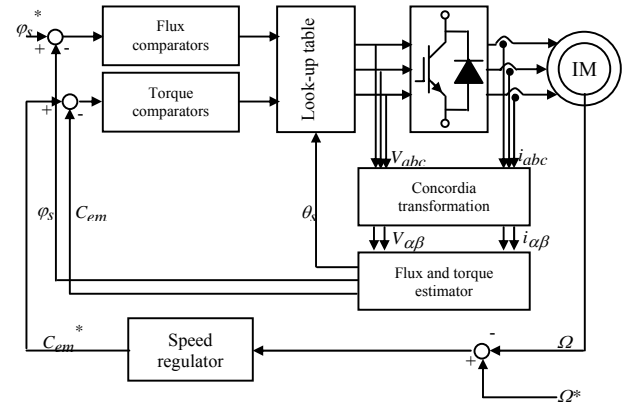 φs*
+
-
Flux
comparators
Look-up table
IM
+
-
Torque
comparators
Vabc
iabc
Concordia
transformation
φs
Cem
θs
Vαβ
iαβ
Flux and torque
estimator
Cem*
Speed
regulator
-
+
Ω
Ω*